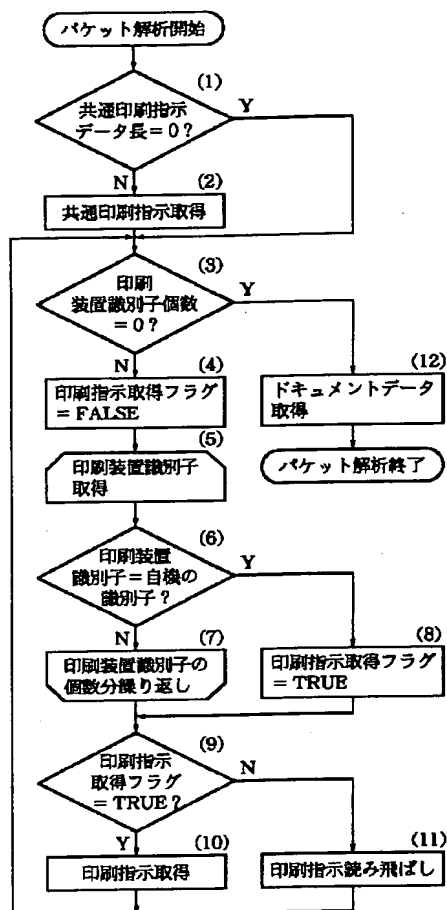 パケット解析開始
(1)
共通印刷指示
データ長=0?
Y
N
(2)
共通印刷指示取得
(3)
印刷
装置識別子個数
=0?
Y
N
(4)
印刷指示取得フラグ
=FALSE
(12)
ドキュメントデータ
取得
パケット解析終了
(5)
印刷装置識別子
取得
(6)
印刷装置
識別子=自機の
識別子?
Y
N
(7)
印刷装置識別子の
個数分繰り返し
(8)
印刷指示取得フラグ
=TRUE
(9)
印刷指示
取得フラグ
=TRUE?
N
Y
(10)
印刷指示取得
(11)
印刷指示読み飛ばし